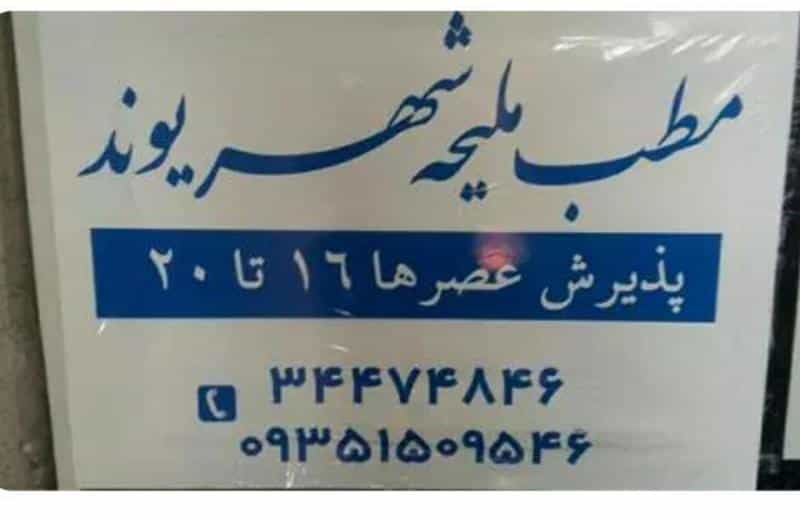 مطب ملیحه شهریوند
پذیرش عصرها ۱۶ تا ۲۰
۳۴۴۷۴۸۴۶
۰۹۳۵۱۵۰۹۵۴۶